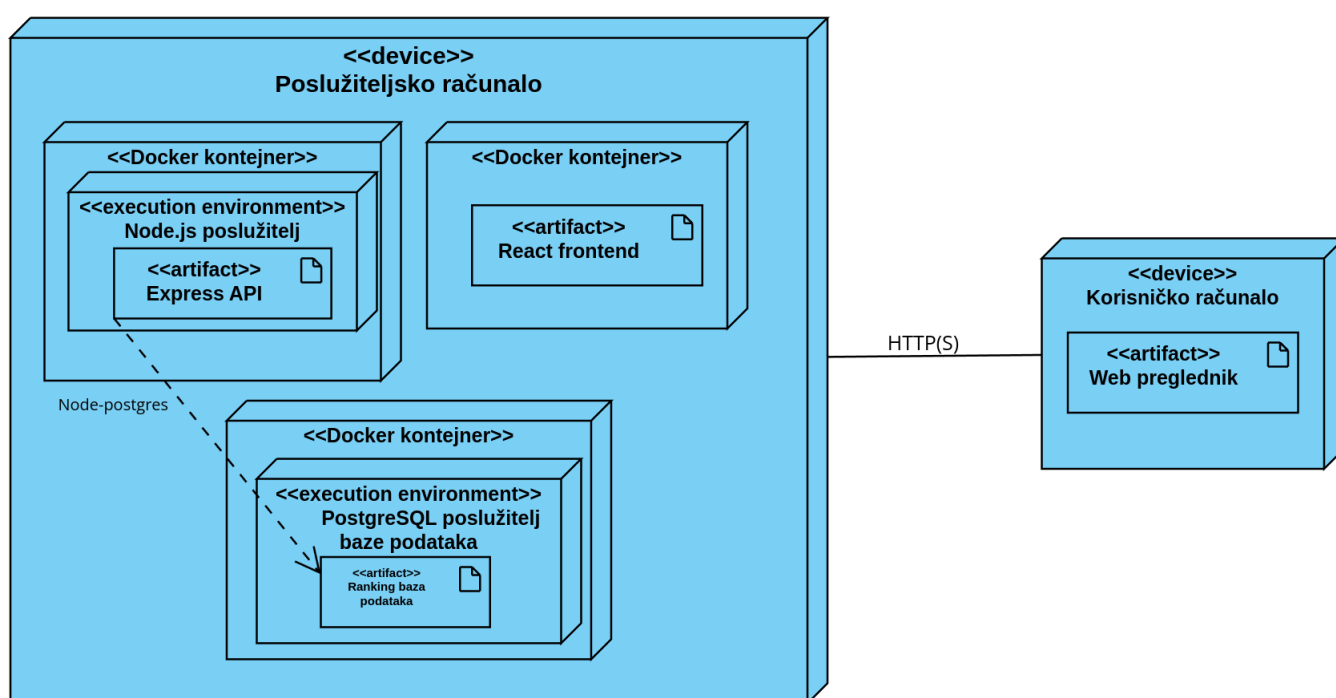 <<device>>
Poslužiteljsko računalo
<<Docker kontejner>>
<<execution environment>>
Node.js poslužitelj
<<artifact>>
Express API
<<Docker kontejner>>
<<artifact>>
React frontend
Node-postgres
<<Docker kontejner>>
<<execution environment>>
PostgreSQL poslužitelj
baze podataka
<<artifact>>
Ranking baza
podataka
HTTP(S)
<<device>>
Korisničko računalo
<<artifact>>
Web preglednik